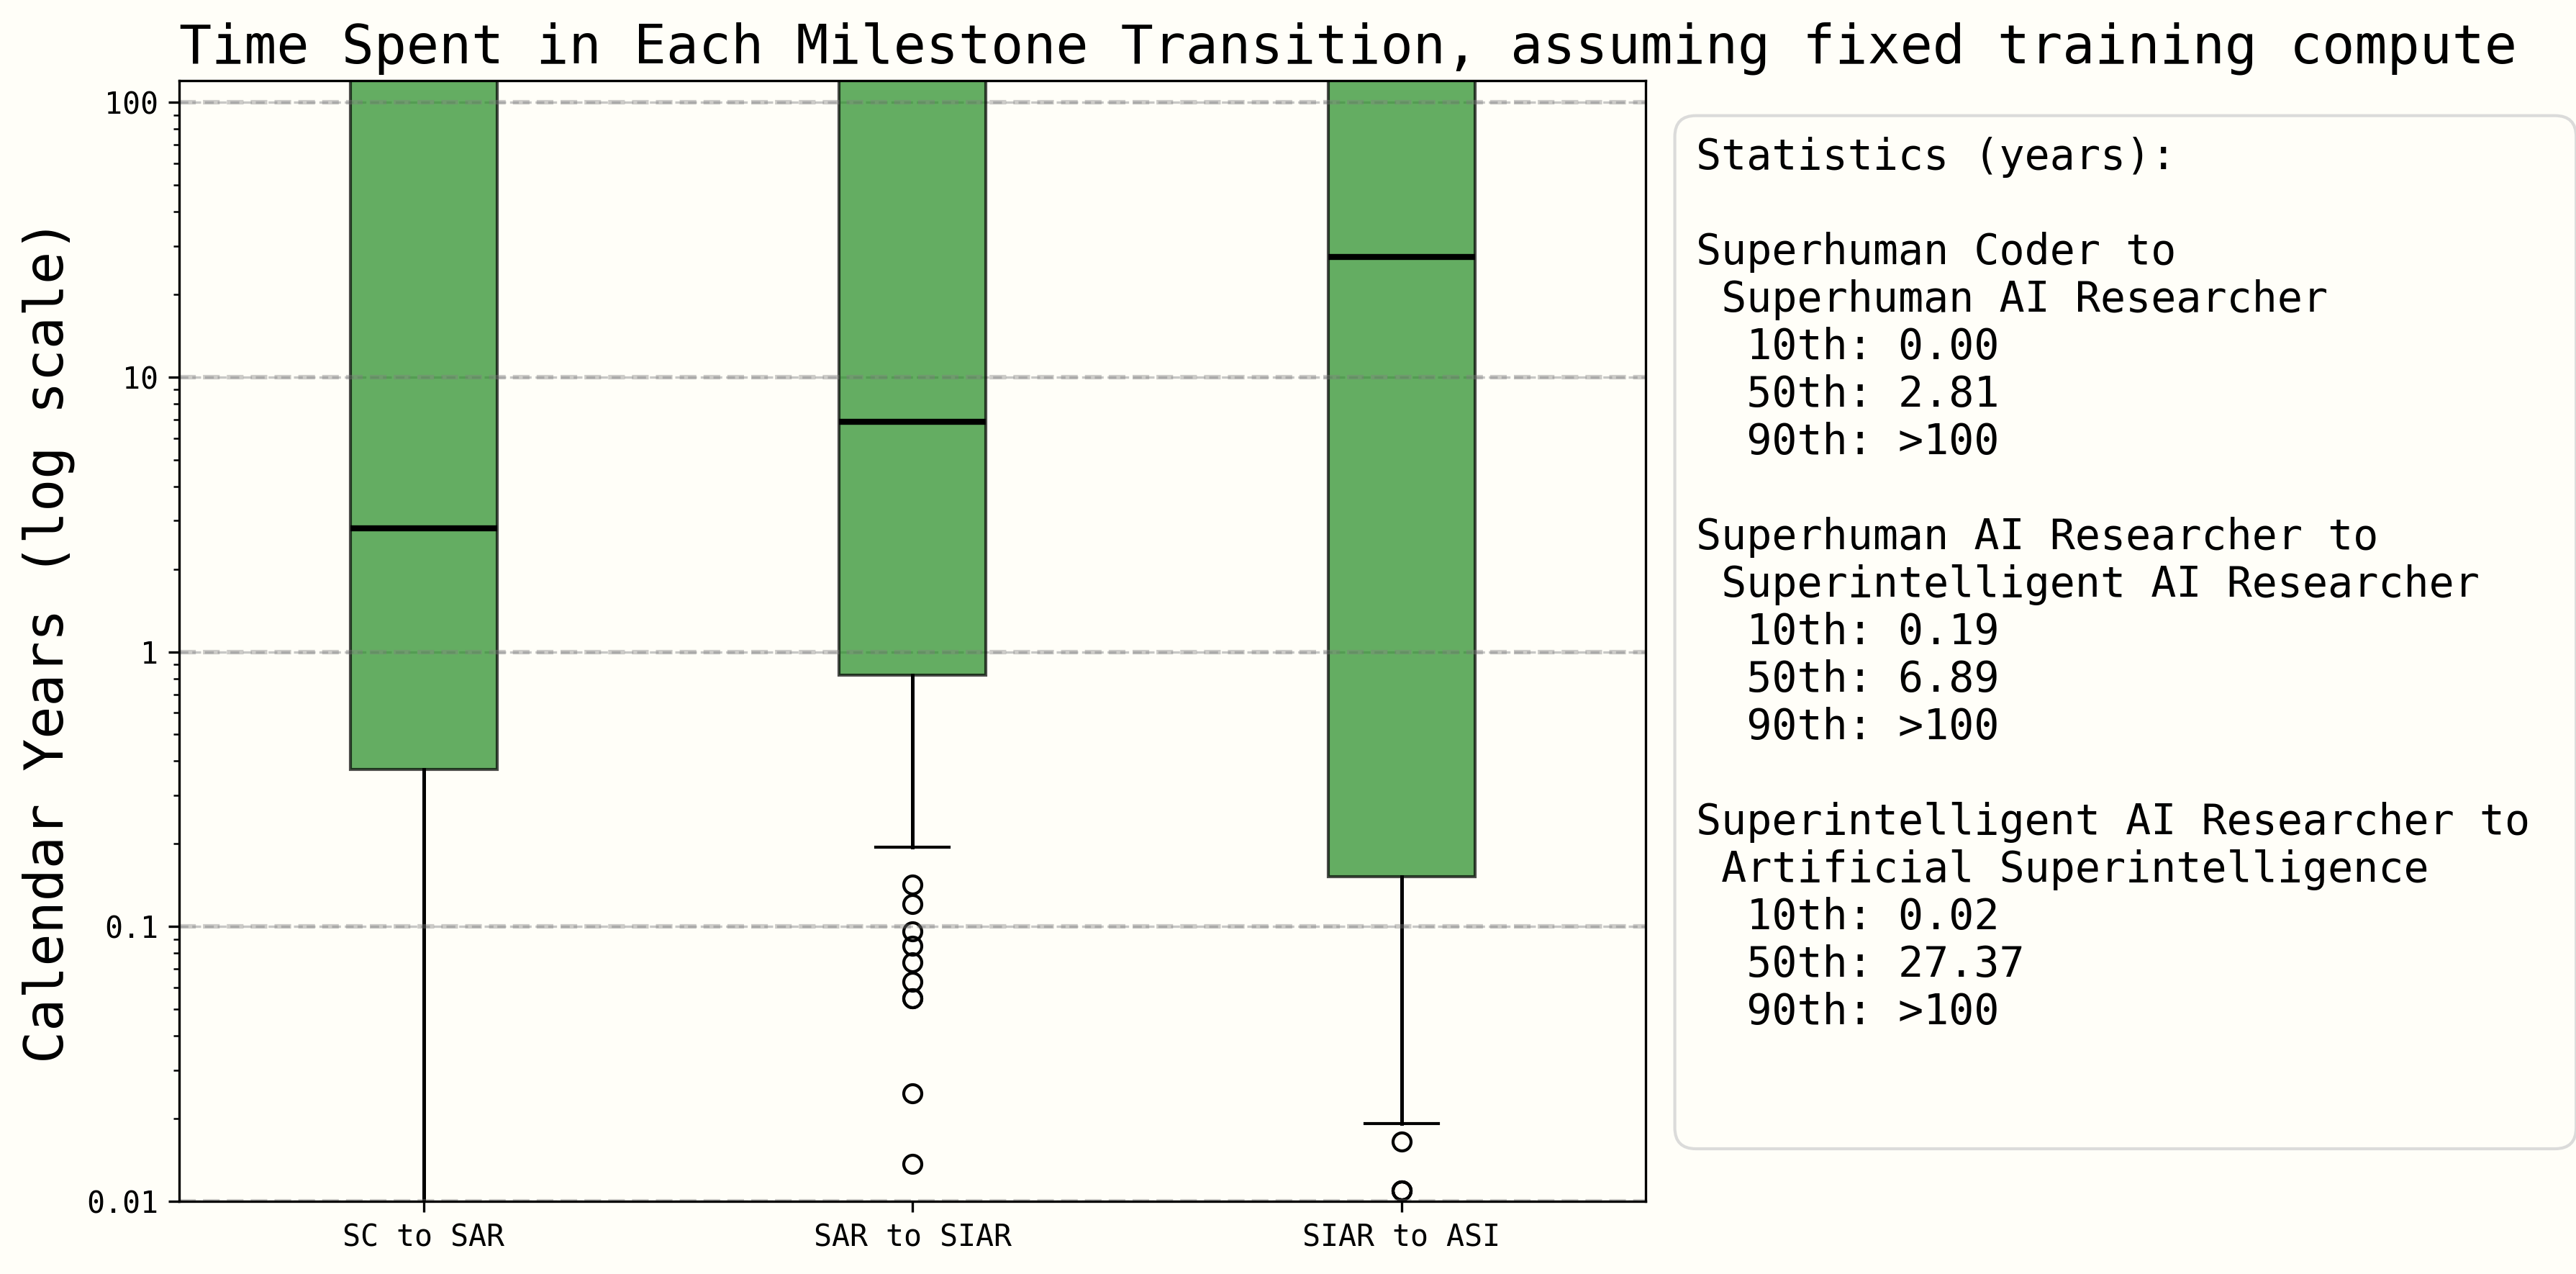 Time Spent in Each Milestone Transition, assuming fixed training compute
Calendar Years (log scale)
100
10
1
0.1
0.01
SC to SAR
SAR to SIAR
SIAR to ASI
Statistics (years):
Superhuman Coder to
Superhuman AI Researcher
10th: 0.00
50th: 2.81
90th: >100
Superhuman AI Researcher to
Superintelligent AI Researcher
10th: 0.19
50th: 6.89
90th: >100
Superintelligent AI Researcher to
Artificial Superintelligence
10th: 0.02
50th: 27.37
90th: >100